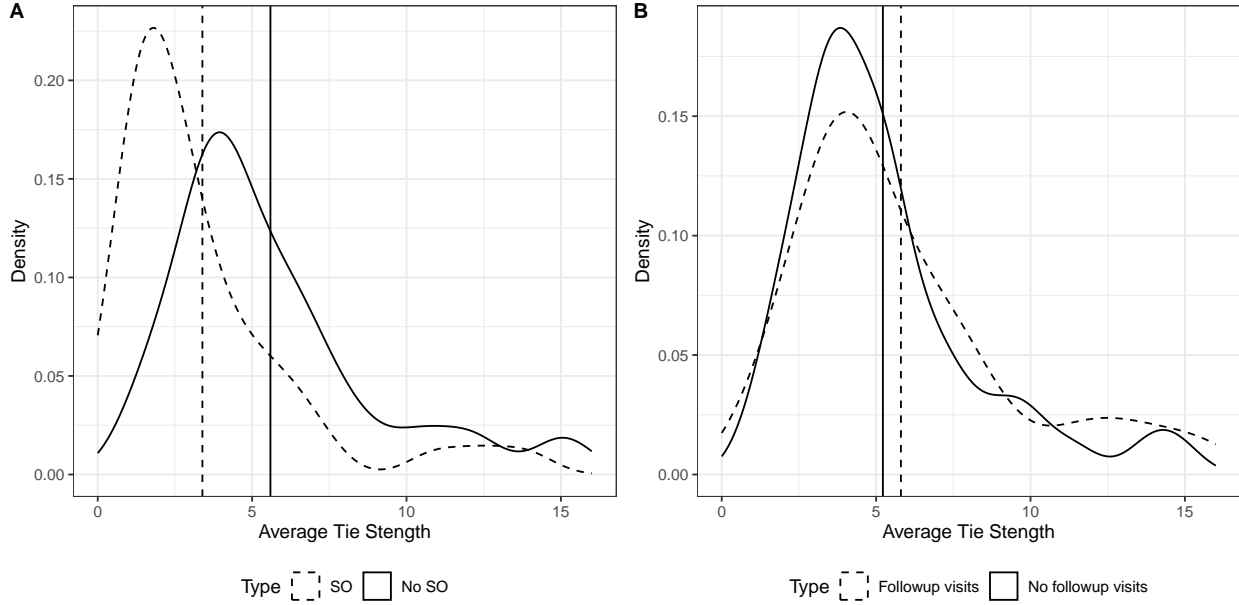 A
0.20
0.15
0.10
0.05
0.00
Density
0
5
10
15
Average Tie Stength
Type SO No SO
B
0.15
0.10
0.05
0.00
Density
0
5
10
15
Average Tie Stength
Type Followup visits No followup visits